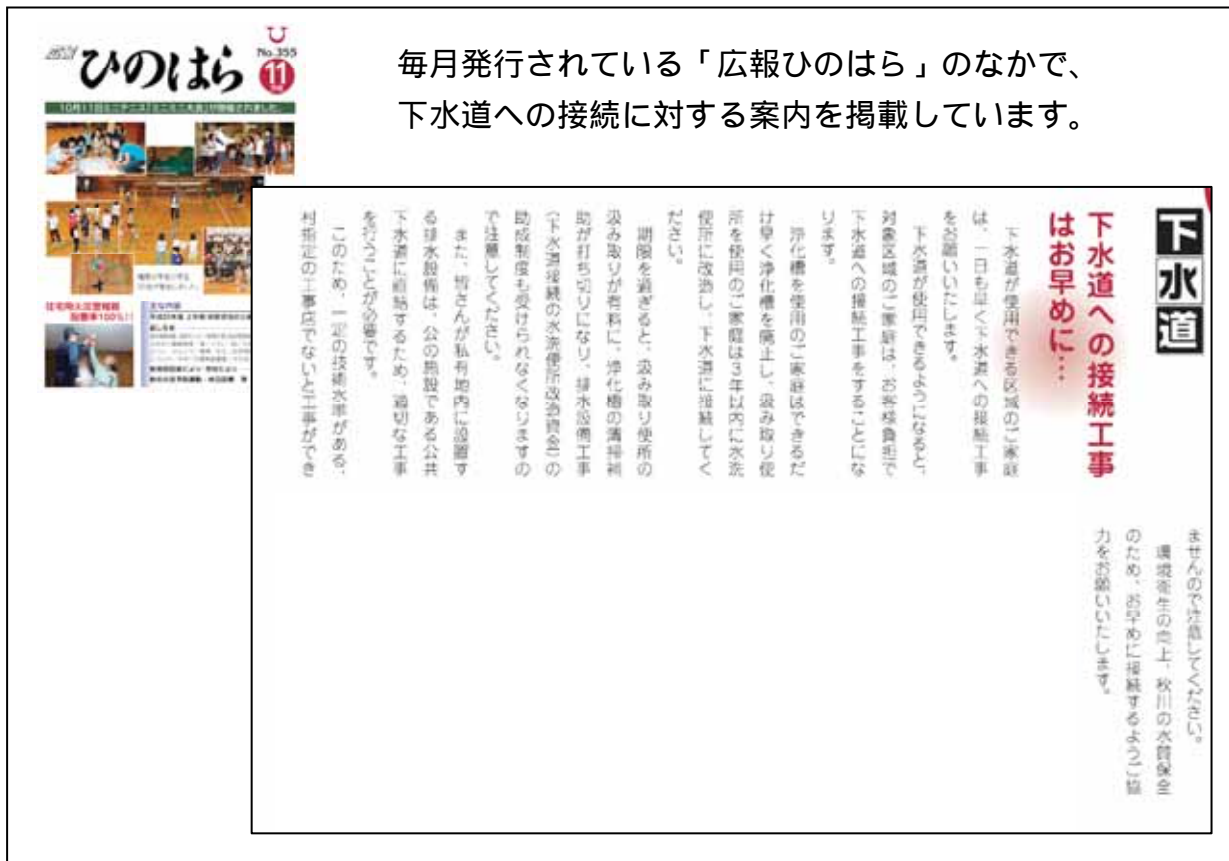 ひのはら
No.355
11
毎月発行されている「広報ひのはら」のなかで、
下水道への接続に対する案内を掲載しています。
住宅用火災警報器
設置率100%!!
主な内容
下水道
下水道への接続工事
はお早めに…
下水道が使用できる区域のご家庭
は、一日も早く下水道への接続工事
をお願いいたします。
下水道が使用できるようになると、
対象区域のご家庭は、お客様負担で
下水道への接続工事をすることにな
ります。
浄化槽を使用のご家庭はできるだ
け早く浄化槽を廃止し、汲み取り便
所を使用のご家庭は3年以内に水洗
便所に改造し、下水道に接続してく
ださい。
期限を過ぎると、汲み取り便所の
汲み取りが有料に、浄化槽の清掃補
助が打ち切りになり、排水設備工事
(下水道接続の水洗便所改造資金)の
助成制度も受けられなくなりますの
で注意してください。
また、皆さんが私有地内に設置す
る排水設備は、公の施設である公共
下水道に直結するため、適切な工事
を行うことが必要です。
このため、一定の技術水準がある、
村指定の工事店でないと工事ができ
ませんので注意してください。
環境衛生の向上、秋川の水質保全
のため、お早めに接続するようご協
力をお願いいたします。